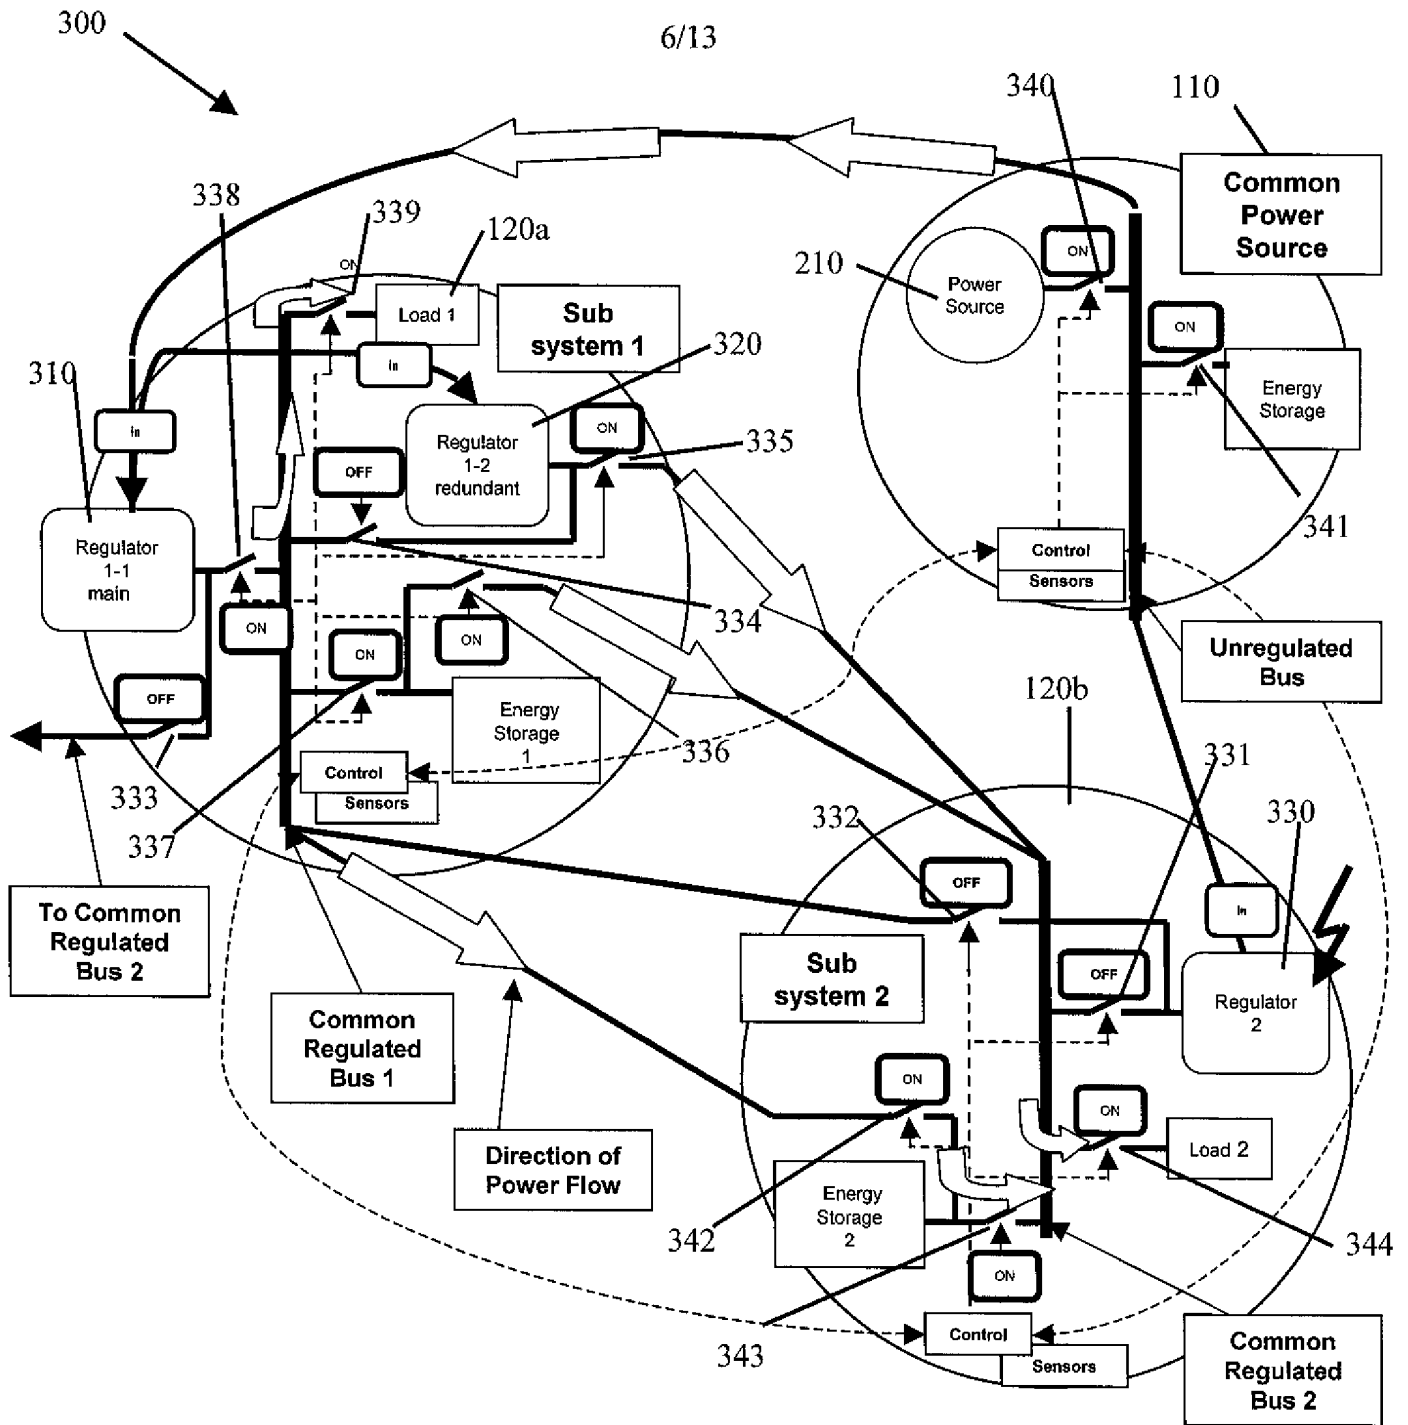 300
6/13
340
110
Common
Power
Source
338
339
120a
ON
210
Power
Source
ON
Load 1
Sub
system 1
ON
320
In
310
Energy
Storage
In
Regulator
1-2
redundant
ON
335
OFF
341
Regulator
1-1
main
Control
Sensors
334
ON
ON
ON
Unregulated
Bus
120b
OFF
Energy
Storage
1
336
331
Control
Sensors
333
337
332
330
OFF
In
To Common
Regulated
Bus 2
Sub
system 2
OFF
Regulator
2
Common
Regulated
Bus 1
ON
ON
Direction of
Power Flow
Load 2
Energy
Storage
2
342
344
ON
343
Control
Sensors
Common
Regulated
Bus 2